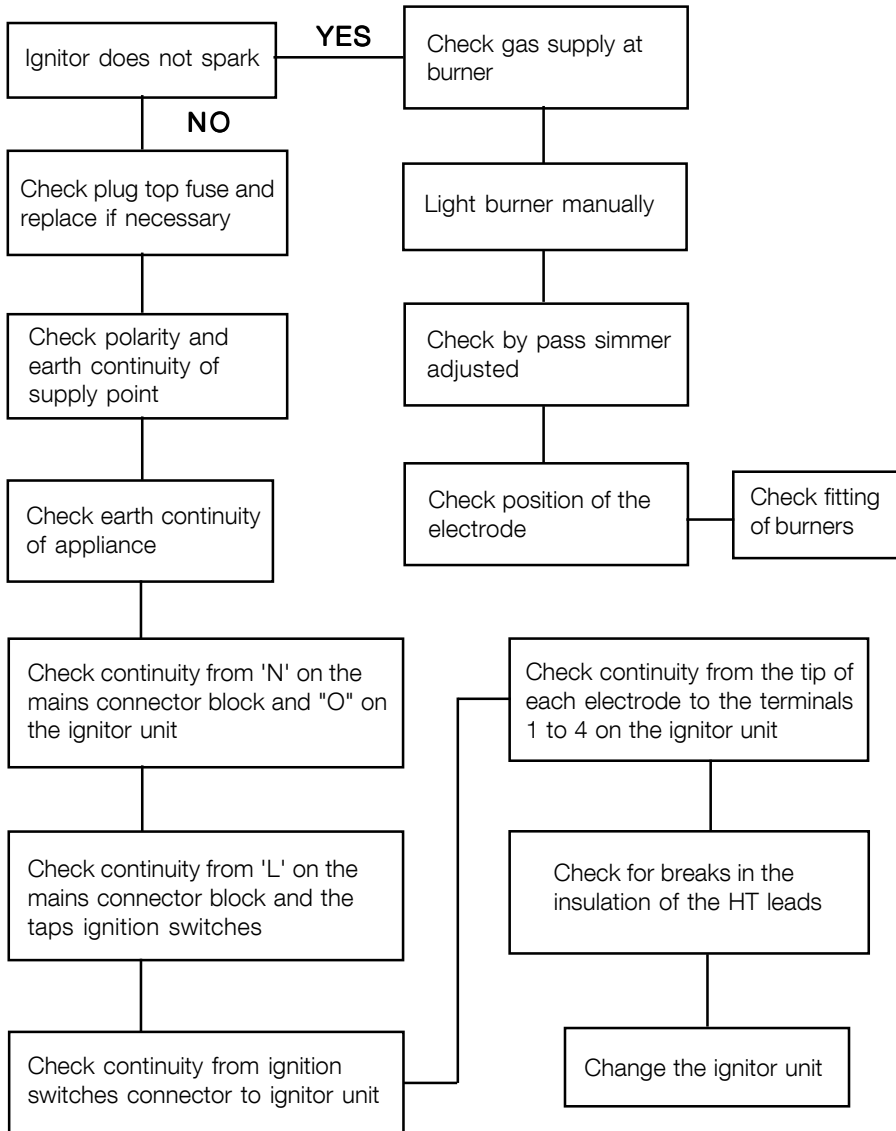 Ignitor does not spark
YES
Check gas supply at
burner
NO
Check plug top fuse and
replace if necessary
Light burner manually
Check polarity and
earth continuity of
supply point
Check by pass simmer
adjusted
Check earth continuity
of appliance
Check position of the
electrode
Check fitting
of burners
Check continuity from 'N' on the
mains connector block and "O" on
the ignitor unit
Check continuity from 'L' on the
mains connector block and the
taps ignition switches
Check continuity from ignition
switches connector to ignitor unit
Check continuity from the tip of
each electrode to the terminals
1 to 4 on the ignitor unit
Check for breaks in the
insulation of the HT leads
Change the ignitor unit